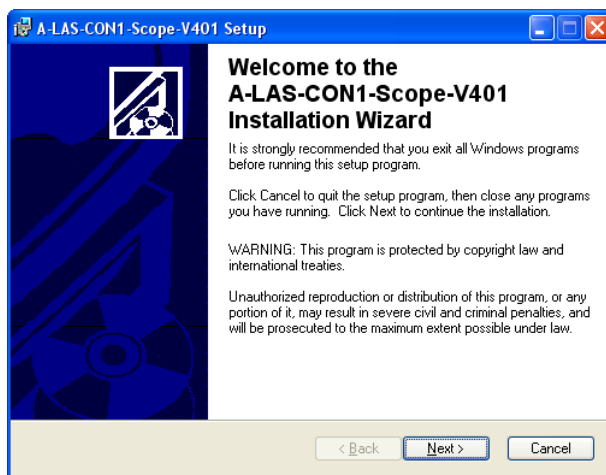 A-LAS-CON1-Scope-V401 Setup
Welcome to the
A-LAS-CON1-Scope-V401
Installation Wizard
It is strongly recommended that you exit all Windows programs
before running this setup program.
Click Cancel to quit the setup program, then close any programs
you have running. Click Next to continue the installation.
WARNING: This program is protected by copyright law and
international treaties.
Unauthorized reproduction or distribution of this program, or any
portion of it, may result in severe civil and criminal penalties, and
will be prosecuted to the maximum extent possible under law.
< Back Next > Cancel